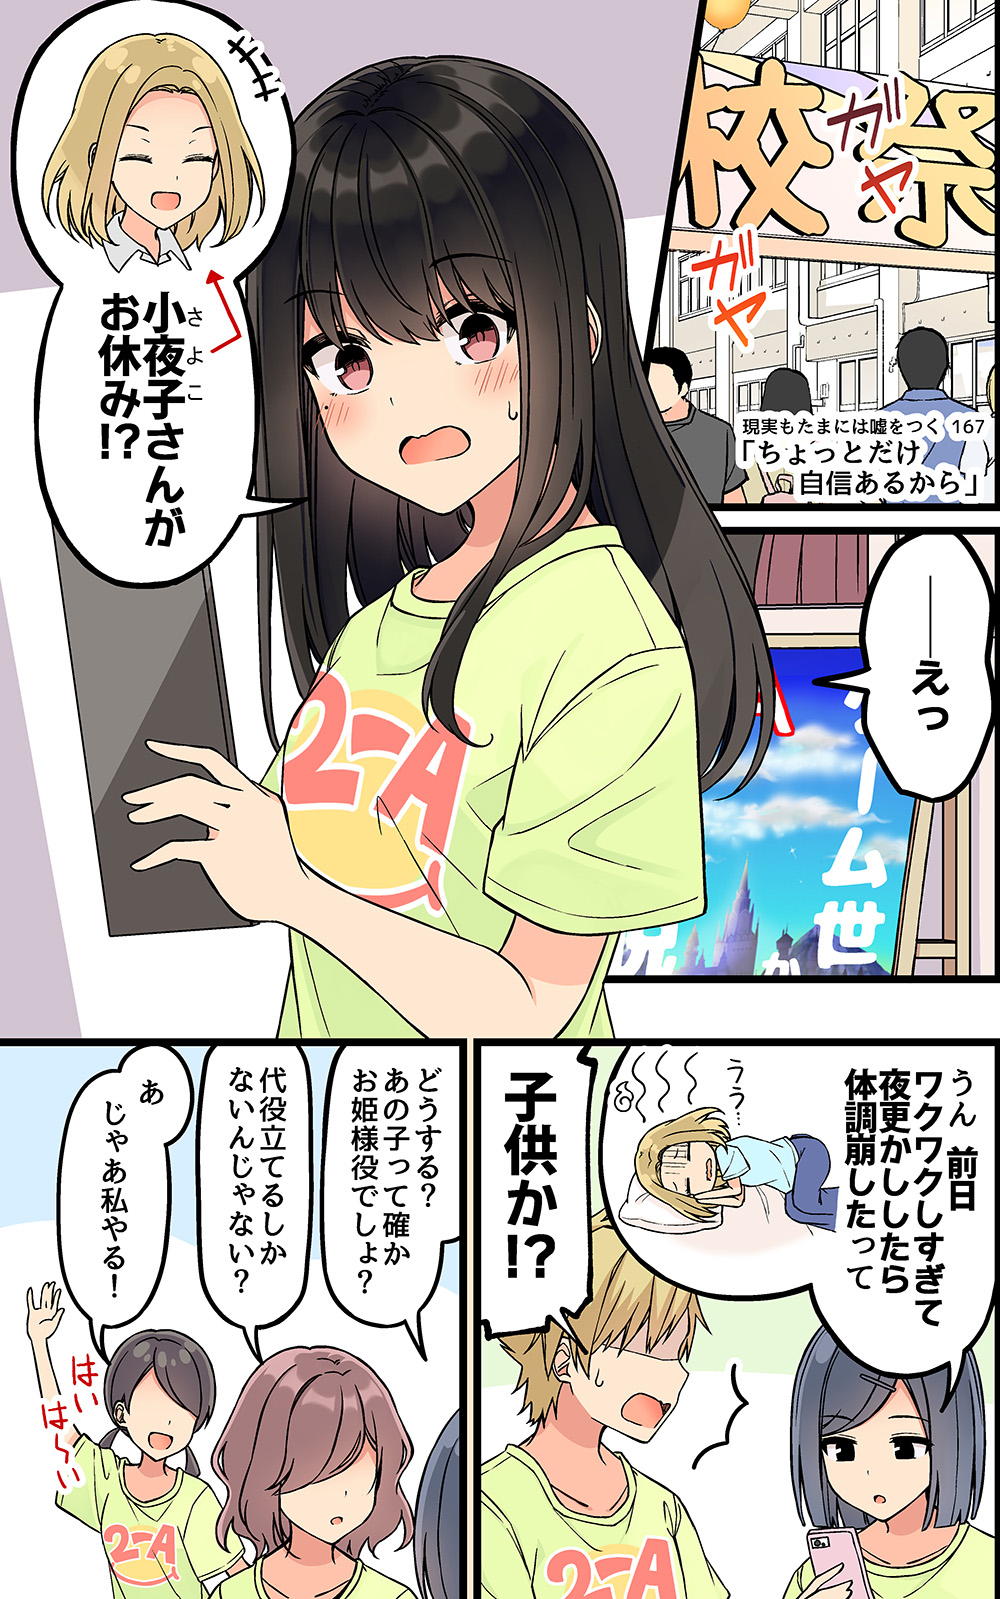 校祭
ガヤ
ガヤ
現実もたまには嘘をつく 167
「ちょっとだけ
自信あるから」
──えっ
ーム世
か
説
キャッ
小夜子さんが
さよこ
お休み!?
2-A
うん 前日
ワクワクしすぎて
夜更かししたら
体調崩したって
うう…
子供か!?
2-A
どうする?
あの子って確か
お姫様役でしょ?
代役立てるしか
ないんじゃない?
あ
じゃあ私やる!
はい
は~い
2-A